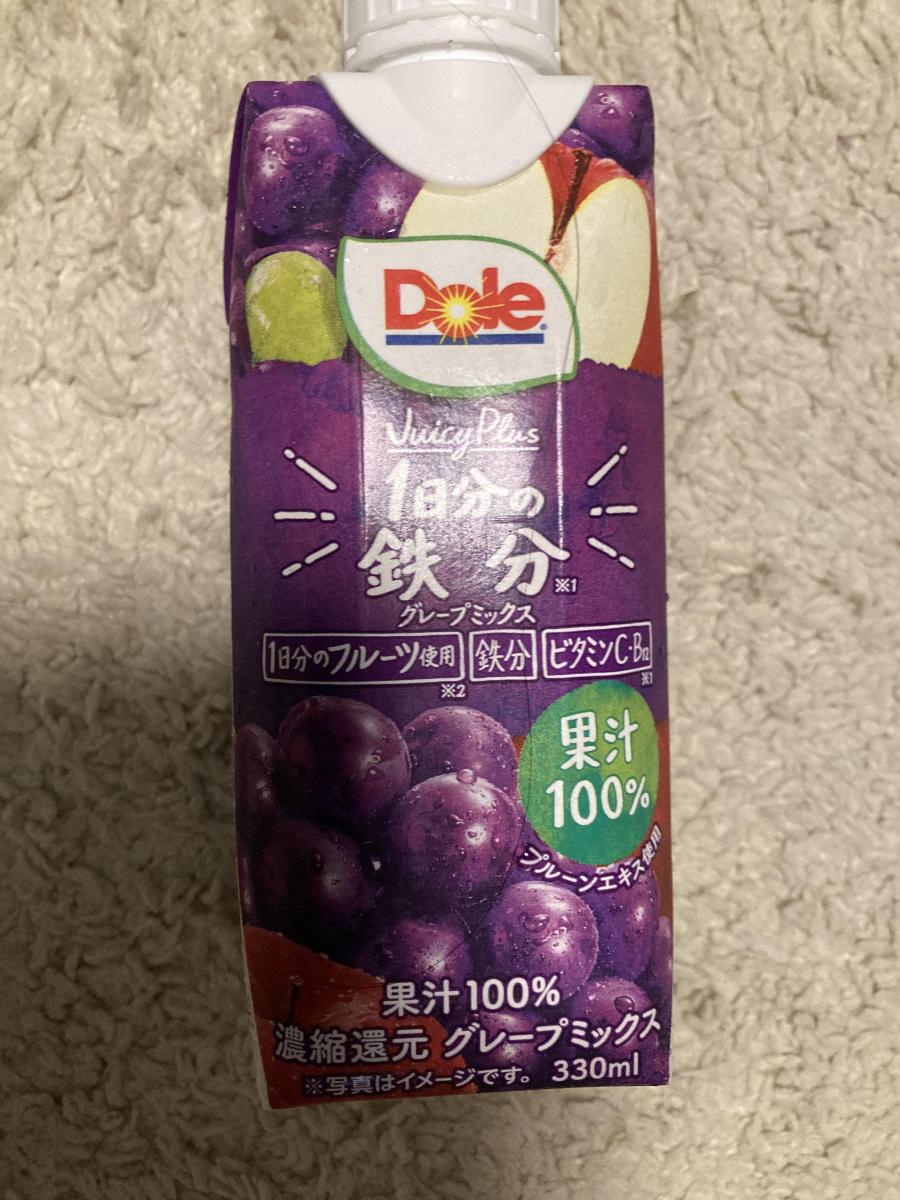 Dole
Juicy Plus
1日分の
鉄分※1
グレープミックス
1日分のフルーツ使用 鉄分 ビタミンC・B12
※2 ※1
果汁
100%
プルーンエキス使用
果汁100%
濃縮還元 グレープミックス
※写真はイメージです。 330ml